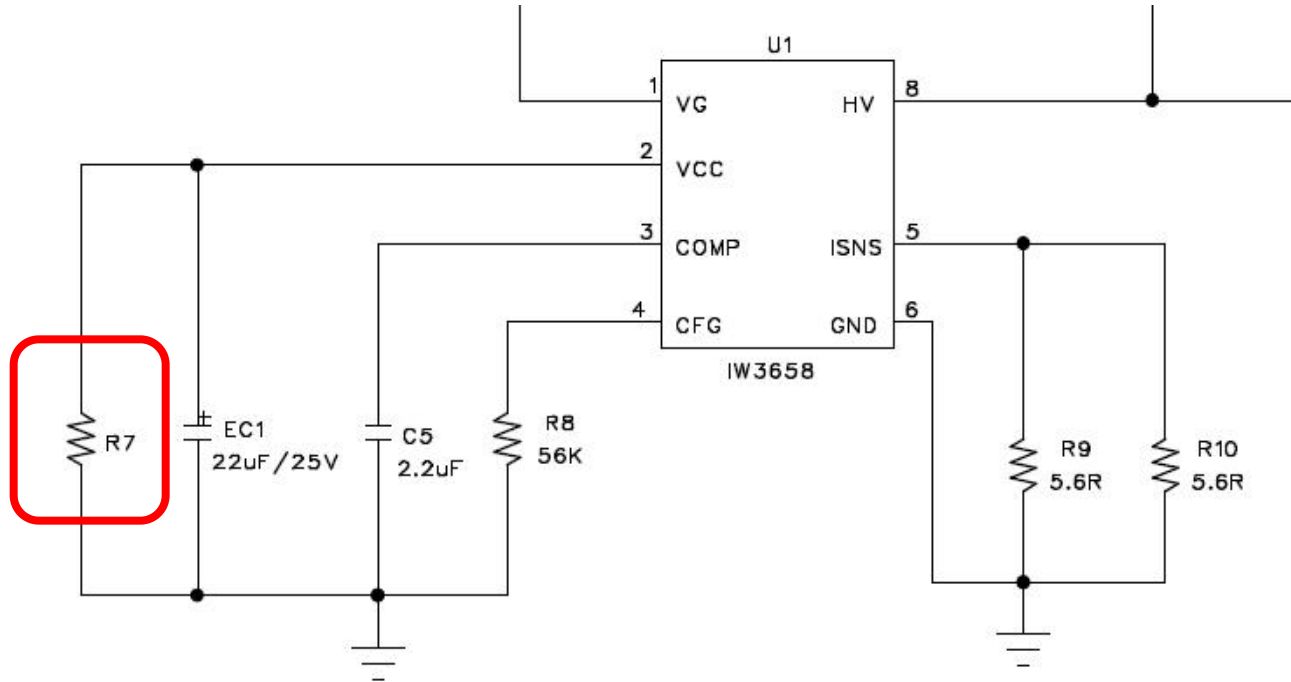 U1
1
VG
HV
8
2
VCC
3
COMP
ISNS
5
4
CFG
GND
6
IW3658
R7
+
EC1
22uF/25V
C5
2.2uF
R8
56K
R9
5.6R
R10
5.6R